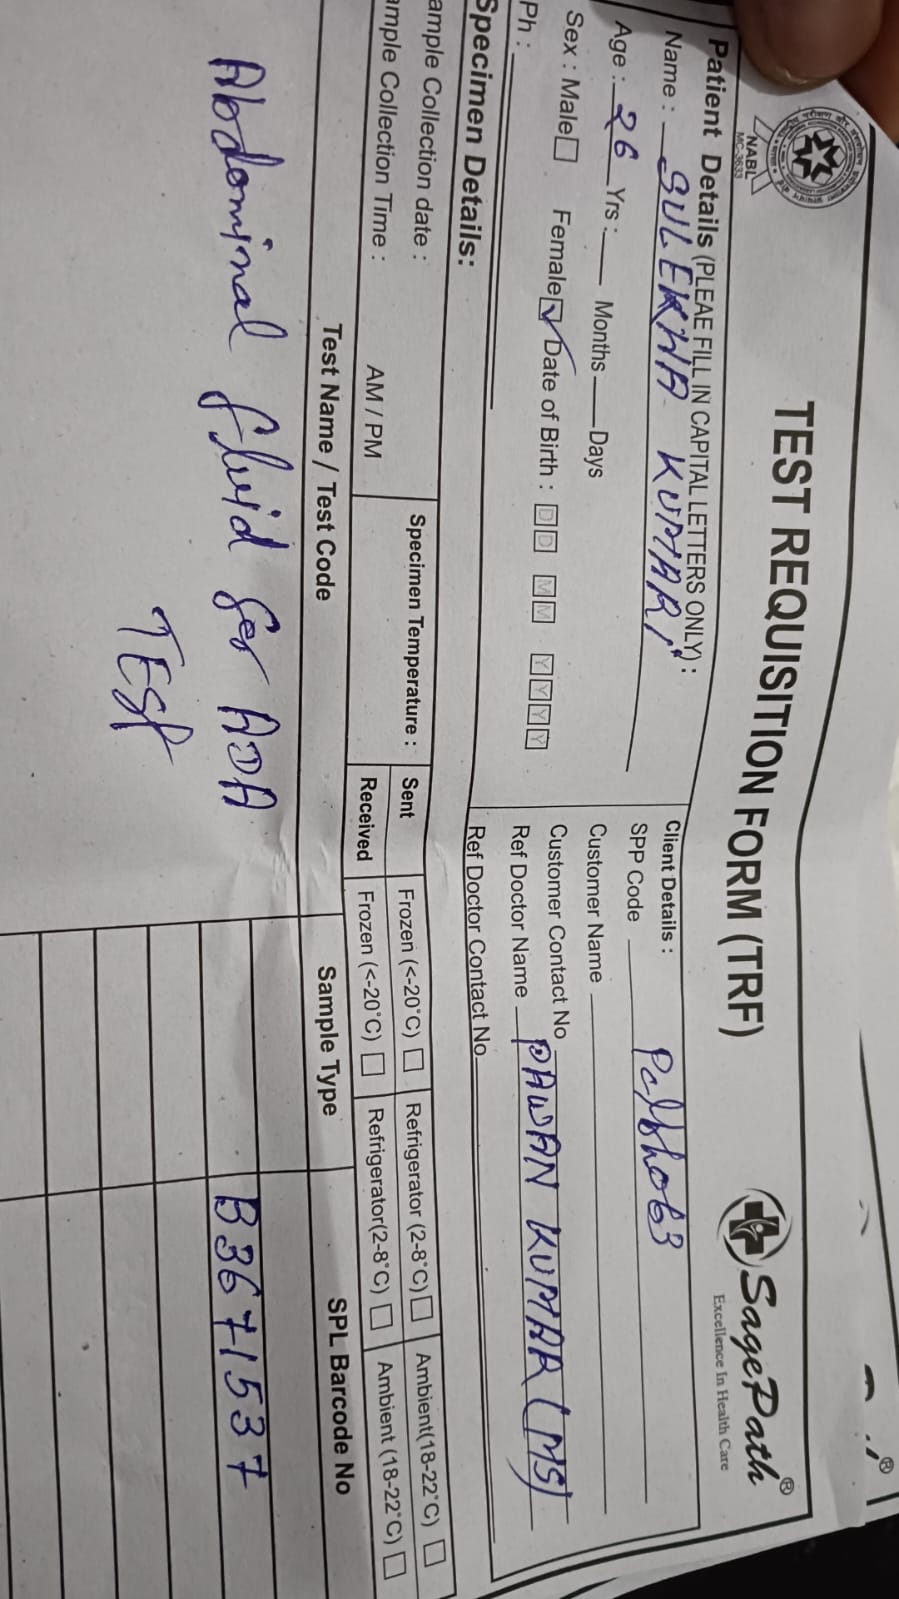 NABL
MC-3633
TEST REQUISITION FORM (TRF)
SagePath®
Excellence In Health Care
Patient Details (PLEAE FILL IN CAPITAL LETTERS ONLY) :
Name : SULEKHA KUMARI
Age : 26 Yrs : Months Days
Sex : Male Female ✓ Date of Birth : D D M M Y Y Y Y
Ph :
Client Details :
SPP Code
Customer Name
Customer Contact No
Ref Doctor Name PAWAN KUMAR (MS)
Ref Doctor Contact No
Specimen Details:
ample Collection date :
ample Collection Time : AM / PM
Specimen Temperature :
Sent Frozen (<-20°C) Refrigerator (2-8°C) Ambient(18-22°C)
Received Frozen (<-20°C) Refrigerator(2-8°C) Ambient (18-22°C)
Test Name / Test Code Sample Type SPL Barcode No
Abdominal fluid for ADA B3671537
TEST